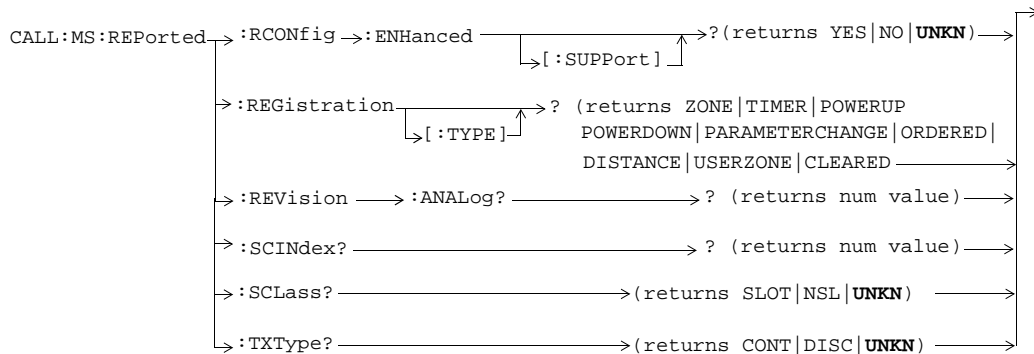 CALL:MS:REPorted :RCONfig :ENHanced ?(returns YES|NO|UNKN)
[:SUPPort]
:REGistration ? (returns ZONE|TIMER|POWERUP
[:TYPE] POWERDOWN|PARAMETERCHANGE|ORDERED|
DISTANCE|USERZONE|CLEARED
:REVision :ANALog? ? (returns num value)
:SCINdex? ? (returns num value)
:SCLass? (returns SLOT|NSL|UNKN)
:TXType? (returns CONT|DISC|UNKN)